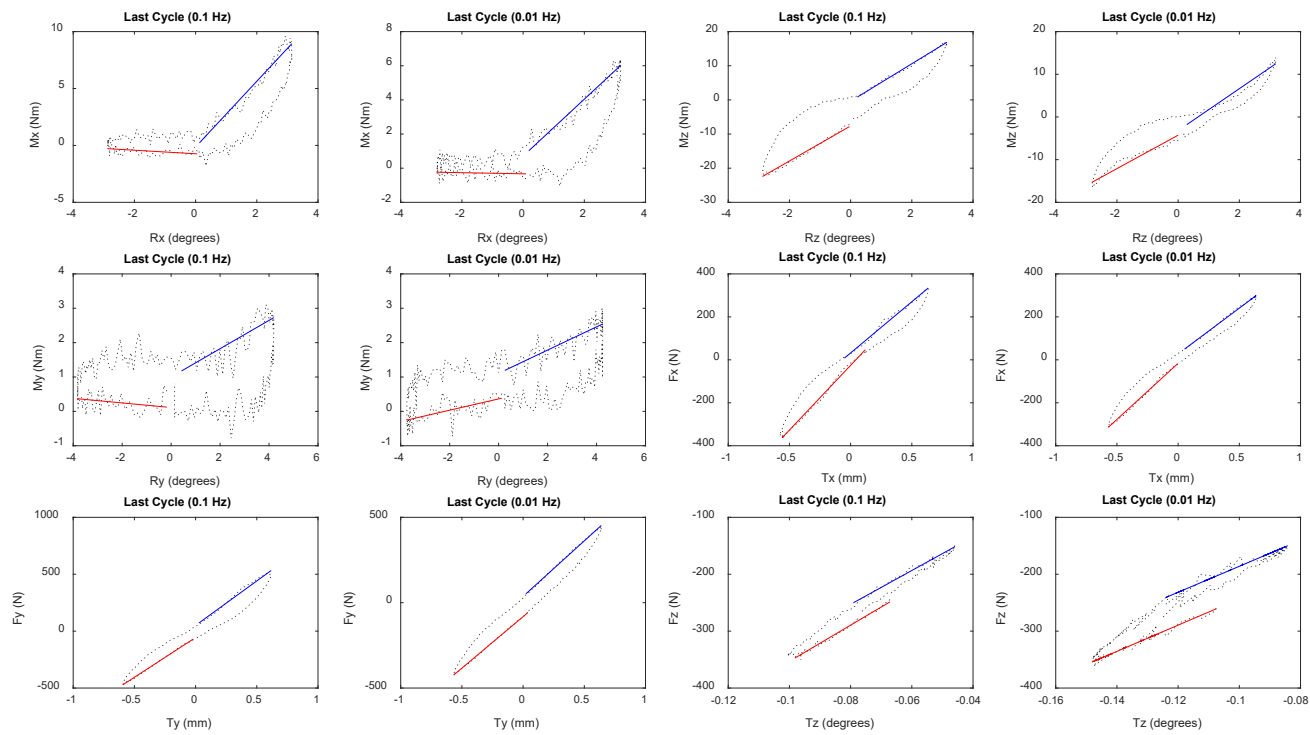 Last Cycle (0.1 Hz)
10
5
0
-5
Mx (Nm)
-4 -2 0 2 4
Rx (degrees)
Last Cycle (0.01 Hz)
8
6
4
2
0
-2
Mx (Nm)
-4 -2 0 2 4
Rx (degrees)
Last Cycle (0.1 Hz)
20
10
0
-10
-20
-30
Mz (Nm)
-4 -2 0 2 4
Rz (degrees)
Last Cycle (0.01 Hz)
20
10
0
-10
-20
Mz (Nm)
-4 -2 0 2 4
Rz (degrees)
Last Cycle (0.1 Hz)
4
3
2
1
0
-1
My (Nm)
-4 -2 0 2 4 6
Ry (degrees)
Last Cycle (0.01 Hz)
4
3
2
1
0
-1
My (Nm)
-4 -2 0 2 4 6
Ry (degrees)
Last Cycle (0.1 Hz)
400
200
0
-200
-400
Fx (N)
-1 -0.5 0 0.5 1
Tx (mm)
Last Cycle (0.01 Hz)
400
200
0
-200
-400
Fx (N)
-1 -0.5 0 0.5 1
Tx (mm)
Last Cycle (0.1 Hz)
1000
500
0
-500
Fy (N)
-1 -0.5 0 0.5 1
Ty (mm)
Last Cycle (0.01 Hz)
500
0
-500
Fy (N)
-1 -0.5 0 0.5 1
Ty (mm)
Last Cycle (0.1 Hz)
-100
-200
-300
-400
Fz (N)
-0.12 -0.1 -0.08 -0.06 -0.04
Tz (degrees)
Last Cycle (0.01 Hz)
-100
-200
-300
-400
Fz (N)
-0.16 -0.14 -0.120 -0.1 -0.08
Tz (degrees)